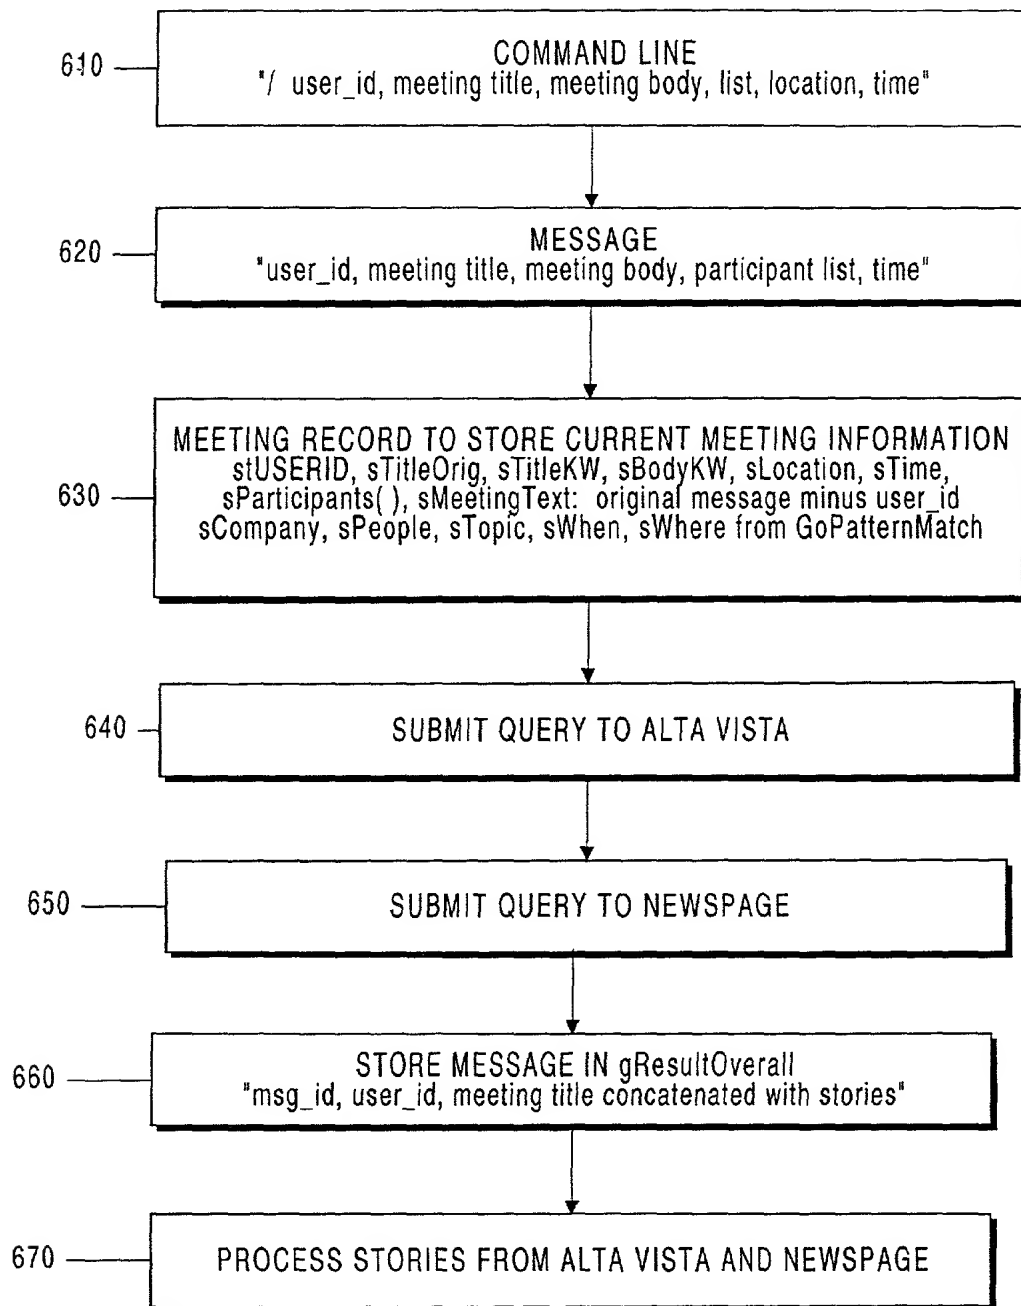 610
COMMAND LINE
"/ user_id, meeting title, meeting body, list, location, time"
620
MESSAGE
"user_id, meeting title, meeting body, participant list, time"
630
MEETING RECORD TO STORE CURRENT MEETING INFORMATION
stUSERID, sTitleOrig, sTitleKW, sBodyKW, sLocation, sTime,
sParticipants( ), sMeetingText: original message minus user_id
sCompany, sPeople, sTopic, sWhen, sWhere from GoPatternMatch
640
SUBMIT QUERY TO ALTA VISTA
650
SUBMIT QUERY TO NEWSPAGE
660
STORE MESSAGE IN gResultOverall
"msg_id, user_id, meeting title concatenated with stories"
670
PROCESS STORIES FROM ALTA VISTA AND NEWSPAGE